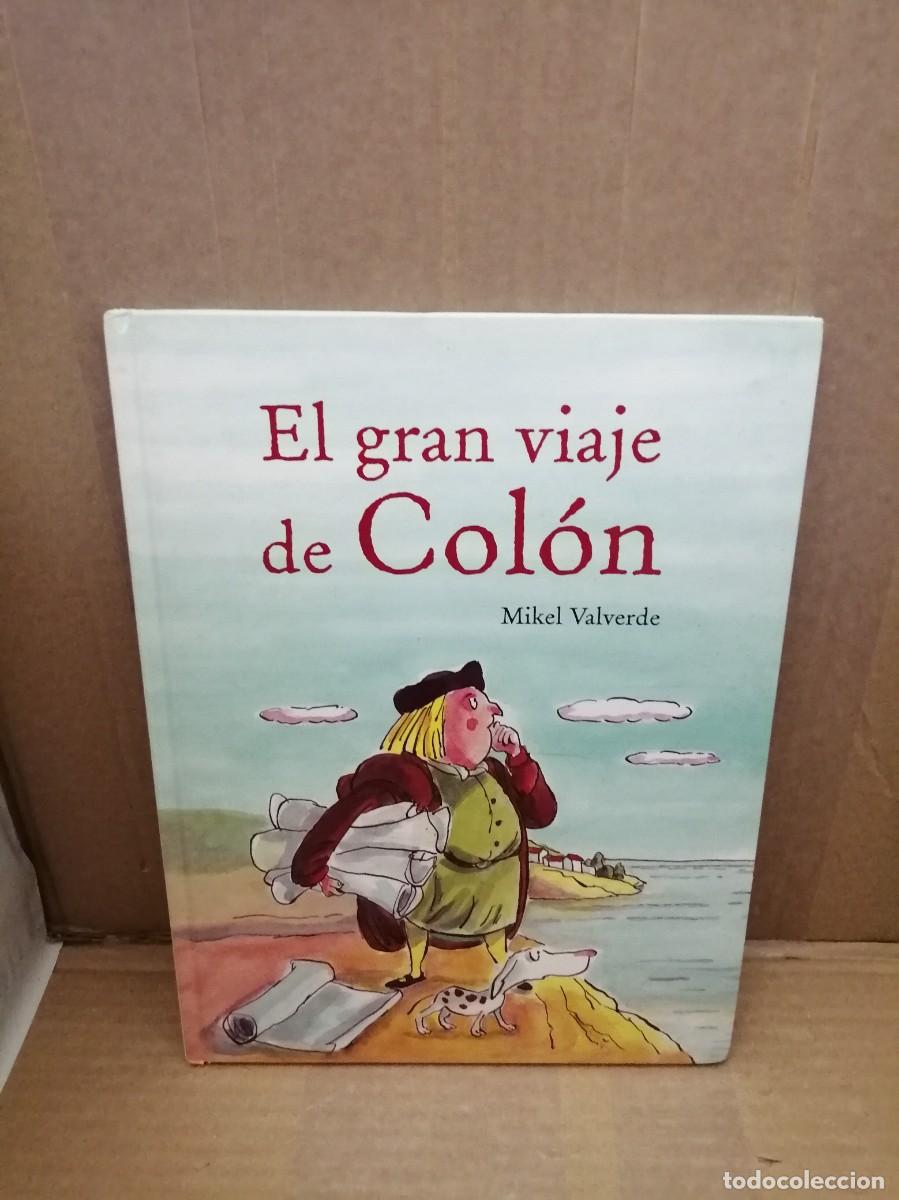 El gran viaje
de Colón
Mikel Valverde
todocoleccion